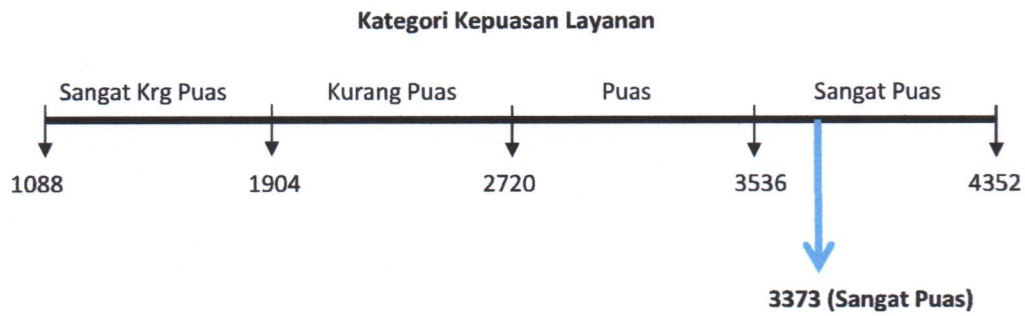 Kategori Kepuasan Layanan
Sangat Krg Puas Kurang Puas Puas Sangat Puas
1088 1904 2720 3536 4352
3373 (Sangat Puas)